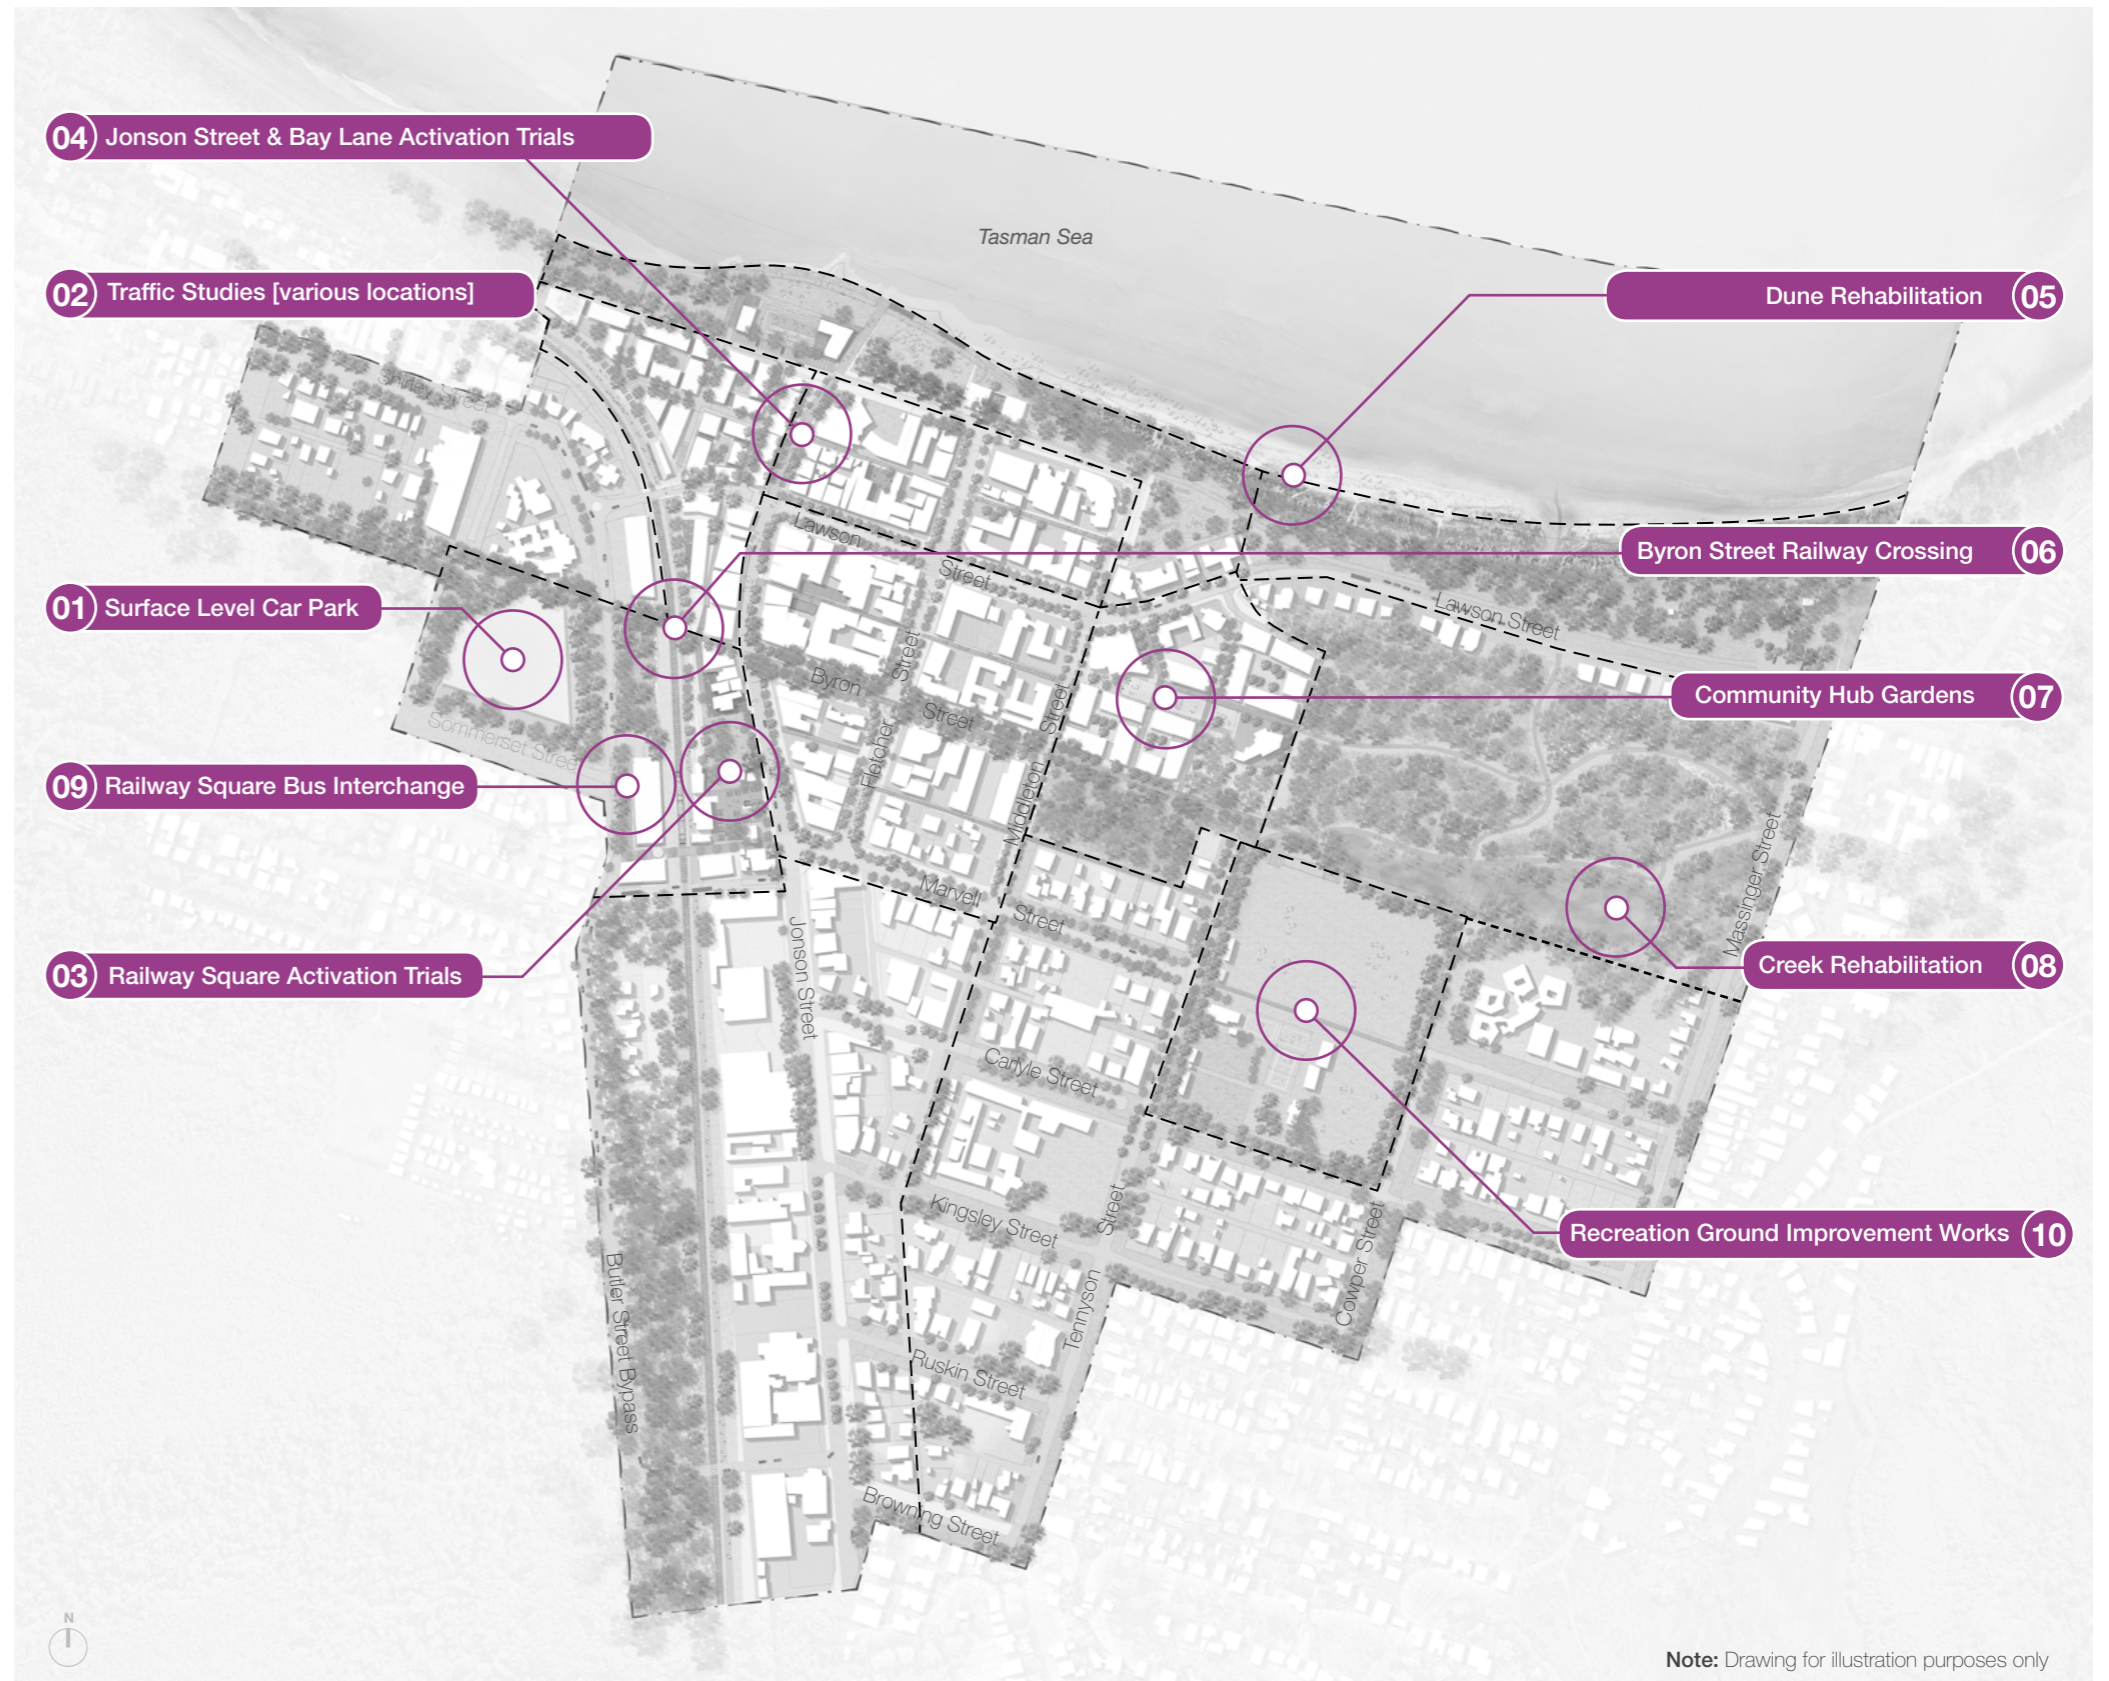 04 Jonson Street & Bay Lane Activation Trials
Tasman Sea
02 Traffic Studies [various locations]
Dune Rehabilitation 05
Shirley Street
Lawson
Street
Byron Street Railway Crossing 06
01 Surface Level Car Park
Lawson Street
Byron
Street
Street
Fletcher
Street
Middleton
Community Hub Gardens 07
Sommerset Street
09 Railway Square Bus Interchange
Marvell
Street
Massinger Street
03 Railway Square Activation Trials
Jonson Street
Creek Rehabilitation 08
Carlyle Street
Kingsley Street
Street
Tennyson
Cowper Street
Recreation Ground Improvement Works 10
Butler Street Bypass
Ruskin Street
Browning Street
N
Note: Drawing for illustration purposes only